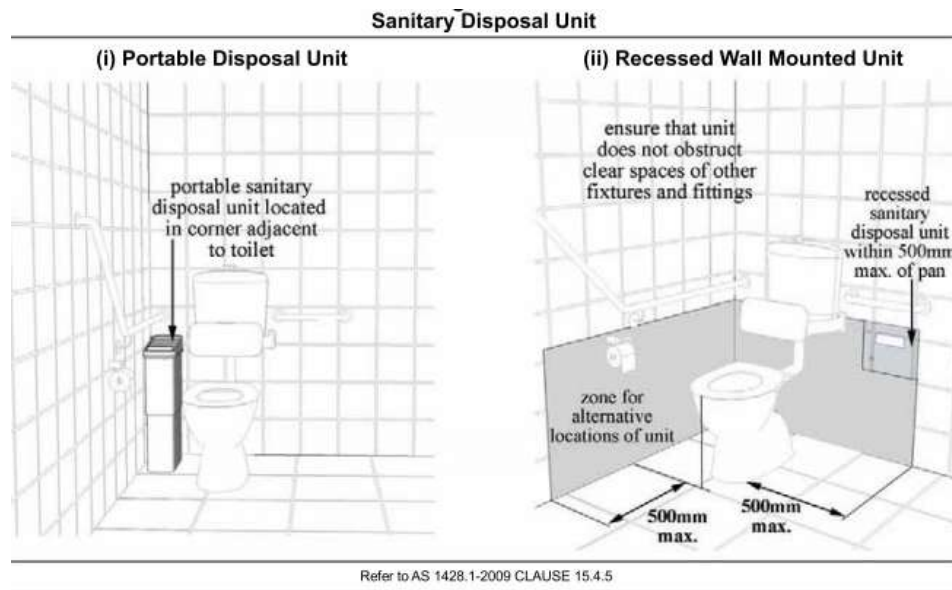 Sanitary Disposal Unit
(i) Portable Disposal Unit
(ii) Recessed Wall Mounted Unit
portable sanitary
disposal unit located
in corner adjacent
to toilet
ensure that unit
does not obstruct
clear spaces of other
fixtures and fittings
recessed
sanitary
disposal unit
within 500mm
max. of pan
zone for
alternative
locations of unit
500mm
max.
500mm
max.
Refer to AS 1428.1-2009 CLAUSE 15.4.5